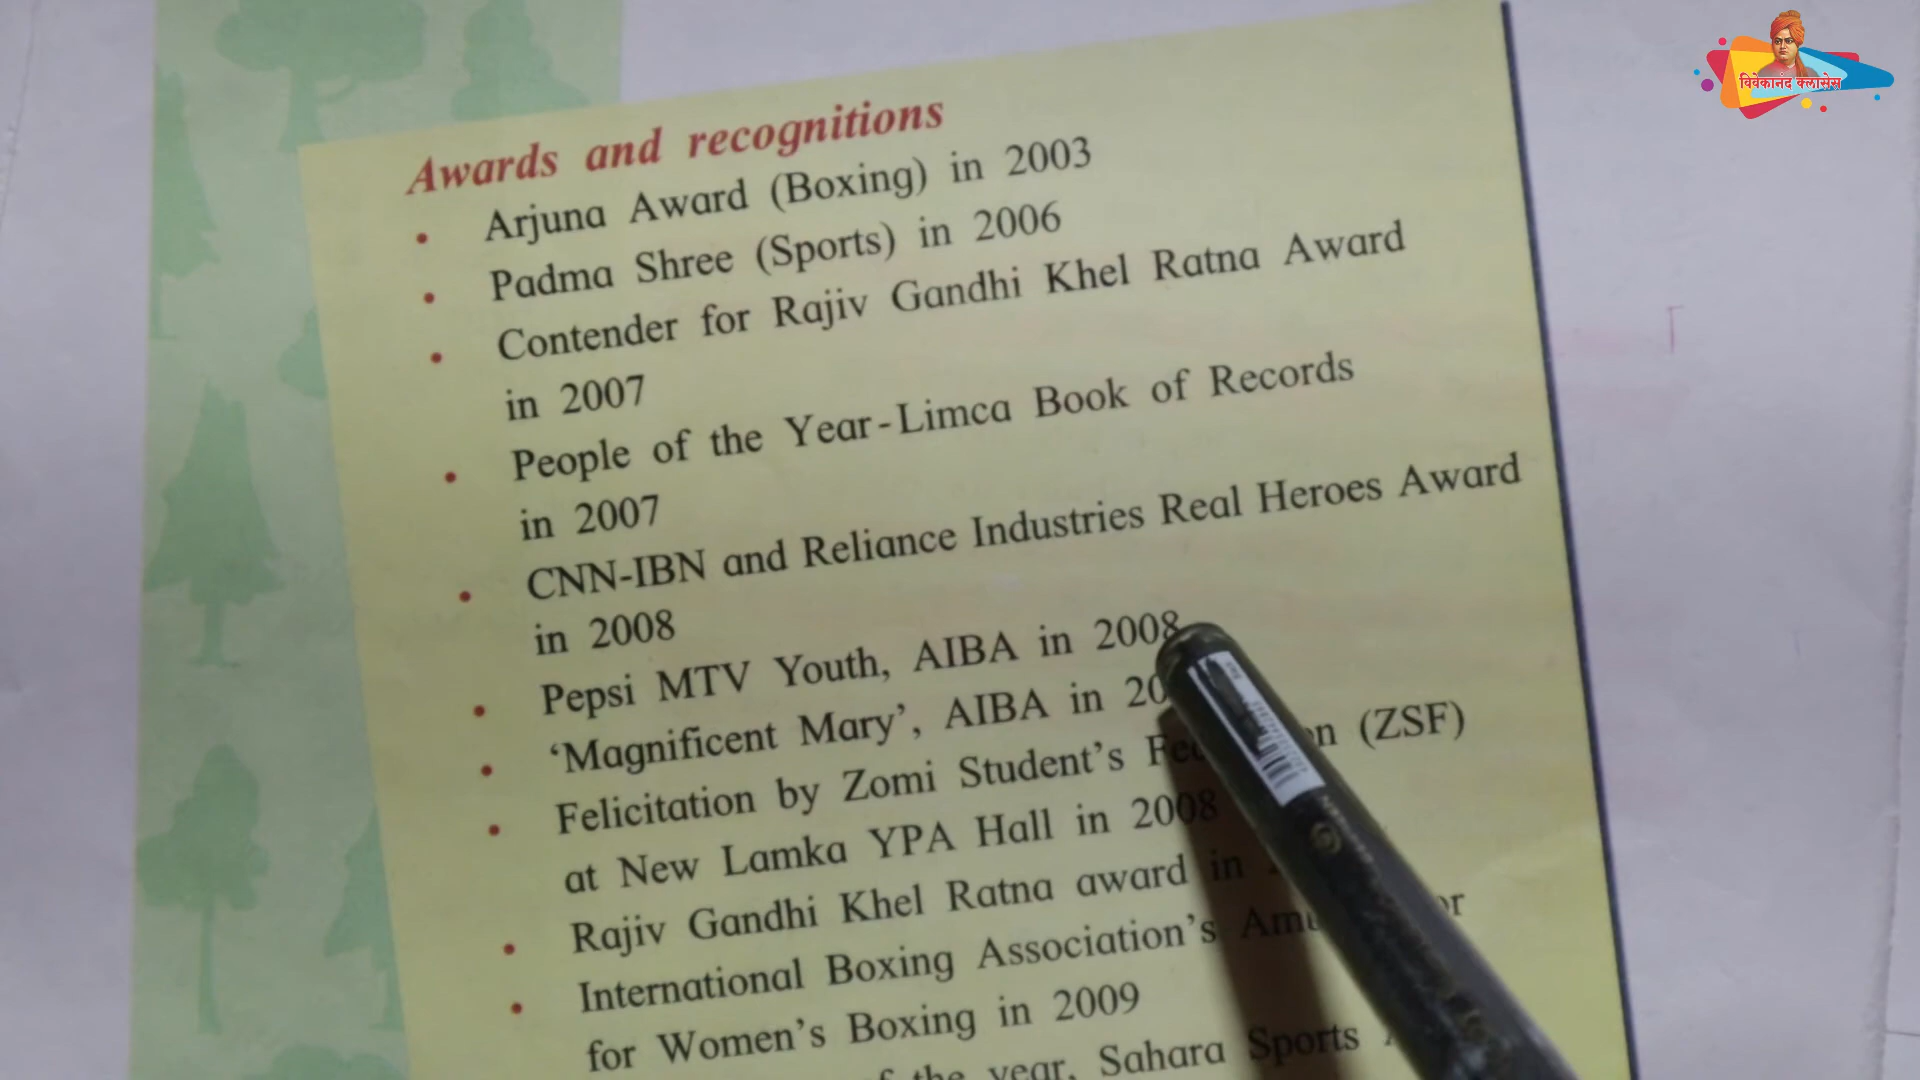 विवेकानंद क्लासेस
Awards and recognitions
• Arjuna Award (Boxing) in 2003
• Padma Shree (Sports) in 2006
• Contender for Rajiv Gandhi Khel Ratna Award
in 2007
• People of the Year-Limca Book of Records
in 2007
• CNN-IBN and Reliance Industries Real Heroes Award
in 2008
• Pepsi MTV Youth, AIBA in 2008
• ‘Magnificent Mary’, AIBA in
• Felicitation by Zomi Student’s (ZSF)
at New Lamka YPA Hall in 2008
• Rajiv Gandhi Khel Ratna award in
• International Boxing Association’s
for Women’s Boxing in 2009
the year, Sahara Sports